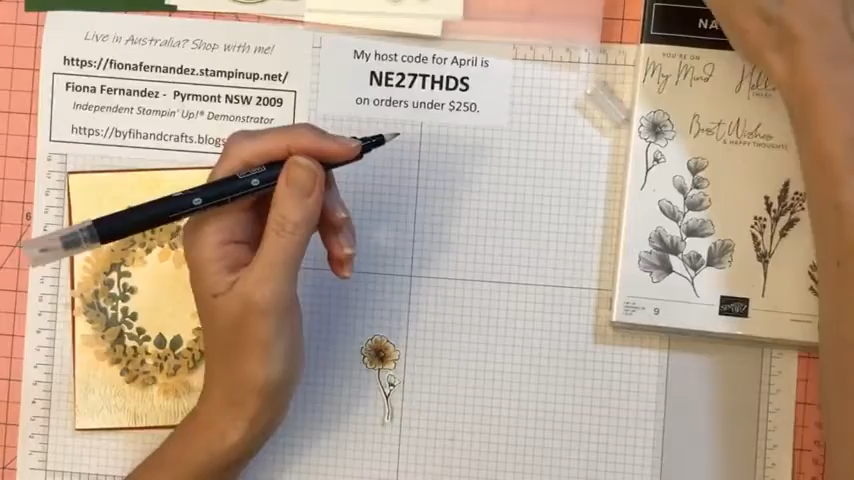 Live in Australia? Shop with me!
https://fionafernandez.stampinup.net/
Fiona Fernandez - Pyrmont NSW 2009
Independent Stampin' Up!® Demonstrator
https://byfihandcrafts.blogs
My host code for April is
NE27THDS
on orders under $250.
NA
YOU'RE ON
My Mind
Best Wishes
& HAPPY THOUGHTS
9